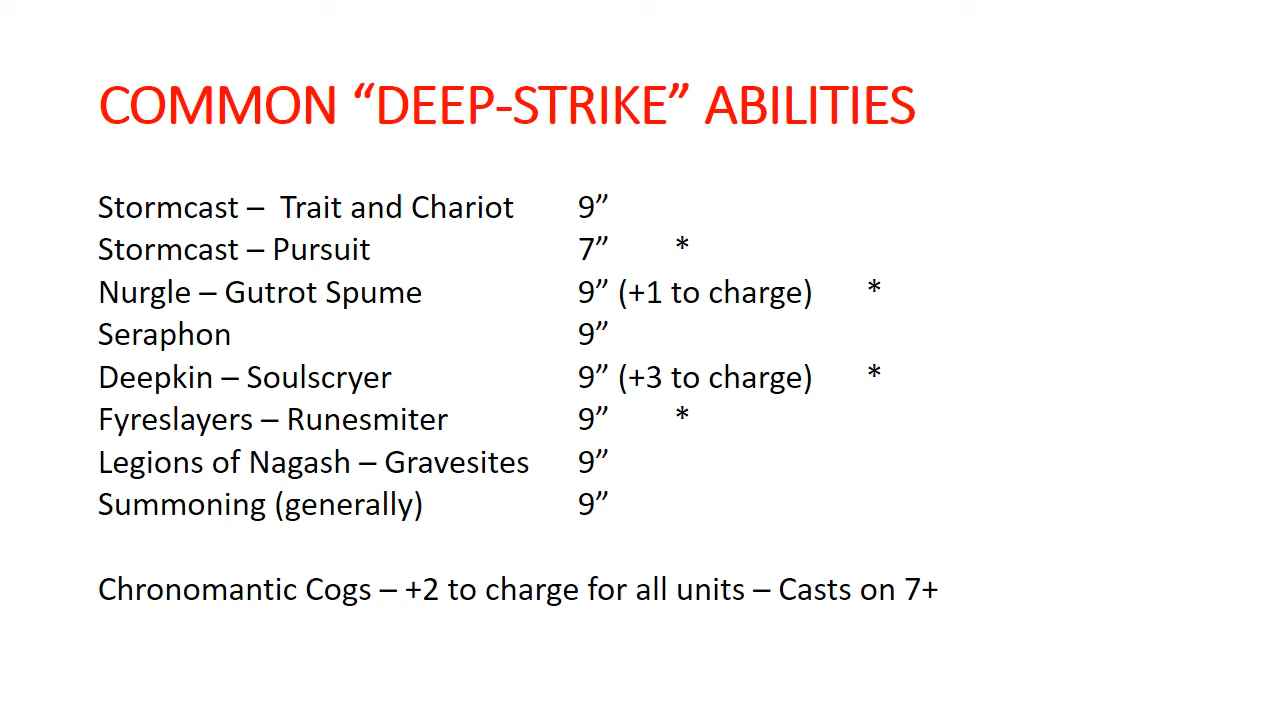 COMMON “DEEP-STRIKE” ABILITIES
Stormcast – Trait and Chariot 9”
Stormcast – Pursuit 7” *
Nurgle – Gutrot Spume 9” (+1 to charge) *
Seraphon 9”
Deepkin – Soulscryer 9” (+3 to charge) *
Fyreslayers – Runesmiter 9” *
Legions of Nagash – Gravesites 9”
Summoning (generally) 9”
Chronomantic Cogs – +2 to charge for all units – Casts on 7+